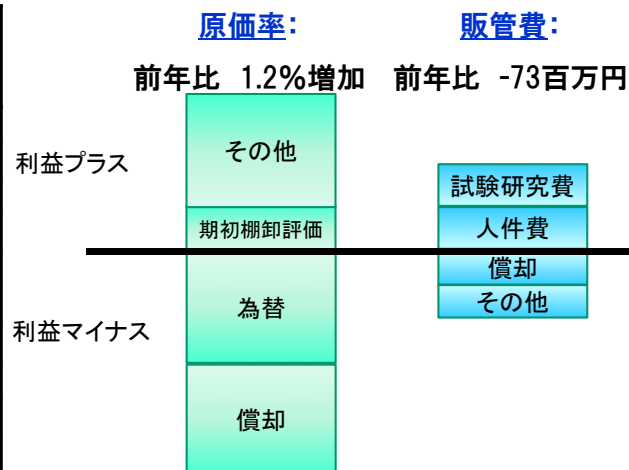 原価率:
前年比 1.2%増加
販管費:
前年比 -73百万円
利益プラス
利益マイナス
その他
期初棚卸評価
為替
償却
試験研究費
人件費
償却
その他